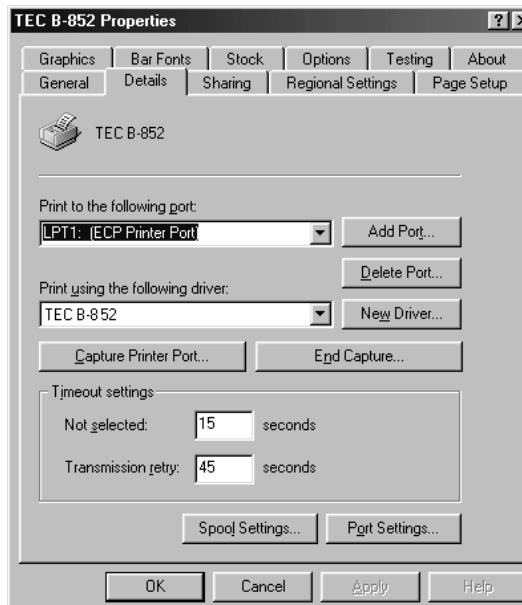 TEC B-852 Properties
Graphics Bar Fonts Stock Options Testing About
General Details Sharing Regional Settings Page Setup
TEC B-852
Print to the following port:
LPT1: (ECP Printer Port) Add Port...
Delete Port...
Print using the following driver:
TEC B-852 New Driver...
Capture Printer Port... End Capture...
Timeout settings
Not selected: 15 seconds
Transmission retry: 45 seconds
Spool Settings... Port Settings...
OK Cancel Apply Help